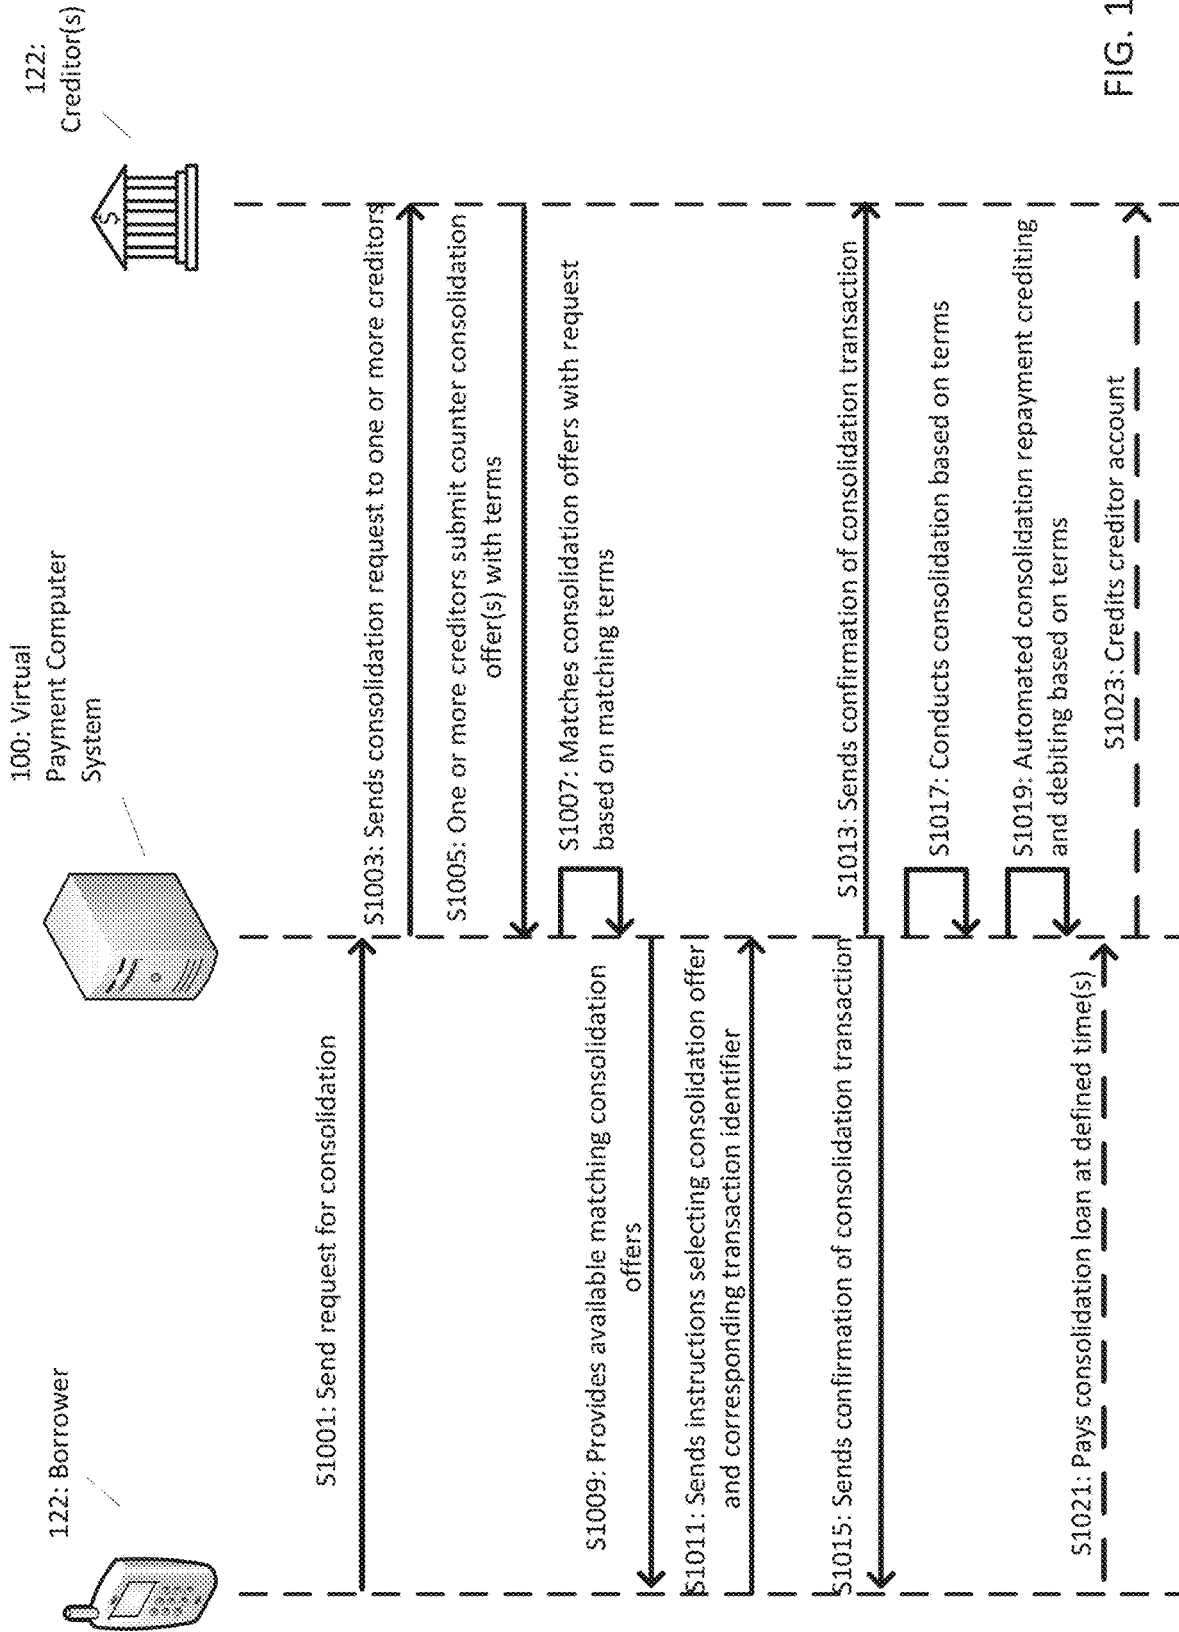 122: Borrower
100: Virtual
Payment Computer
System
122:
Creditor(s)
$
S1001: Send request for consolidation
S1003: Sends consolidation request to one or more creditors
S1005: One or more creditors submit counter consolidation
offer(s) with terms
S1007: Matches consolidation offers with request
based on matching terms
S1009: Provides available matching consolidation
offers
S1011: Sends instructions selecting consolidation offer
and corresponding transaction identifier
S1013: Sends confirmation of consolidation transaction
S1015: Sends confirmation of consolidation transaction
S1017: Conducts consolidation based on terms
S1019: Automated consolidation repayment crediting
and debiting based on terms
S1021: Pays consolidation loan at defined time(s)
S1023: Credits creditor account
FIG. 1